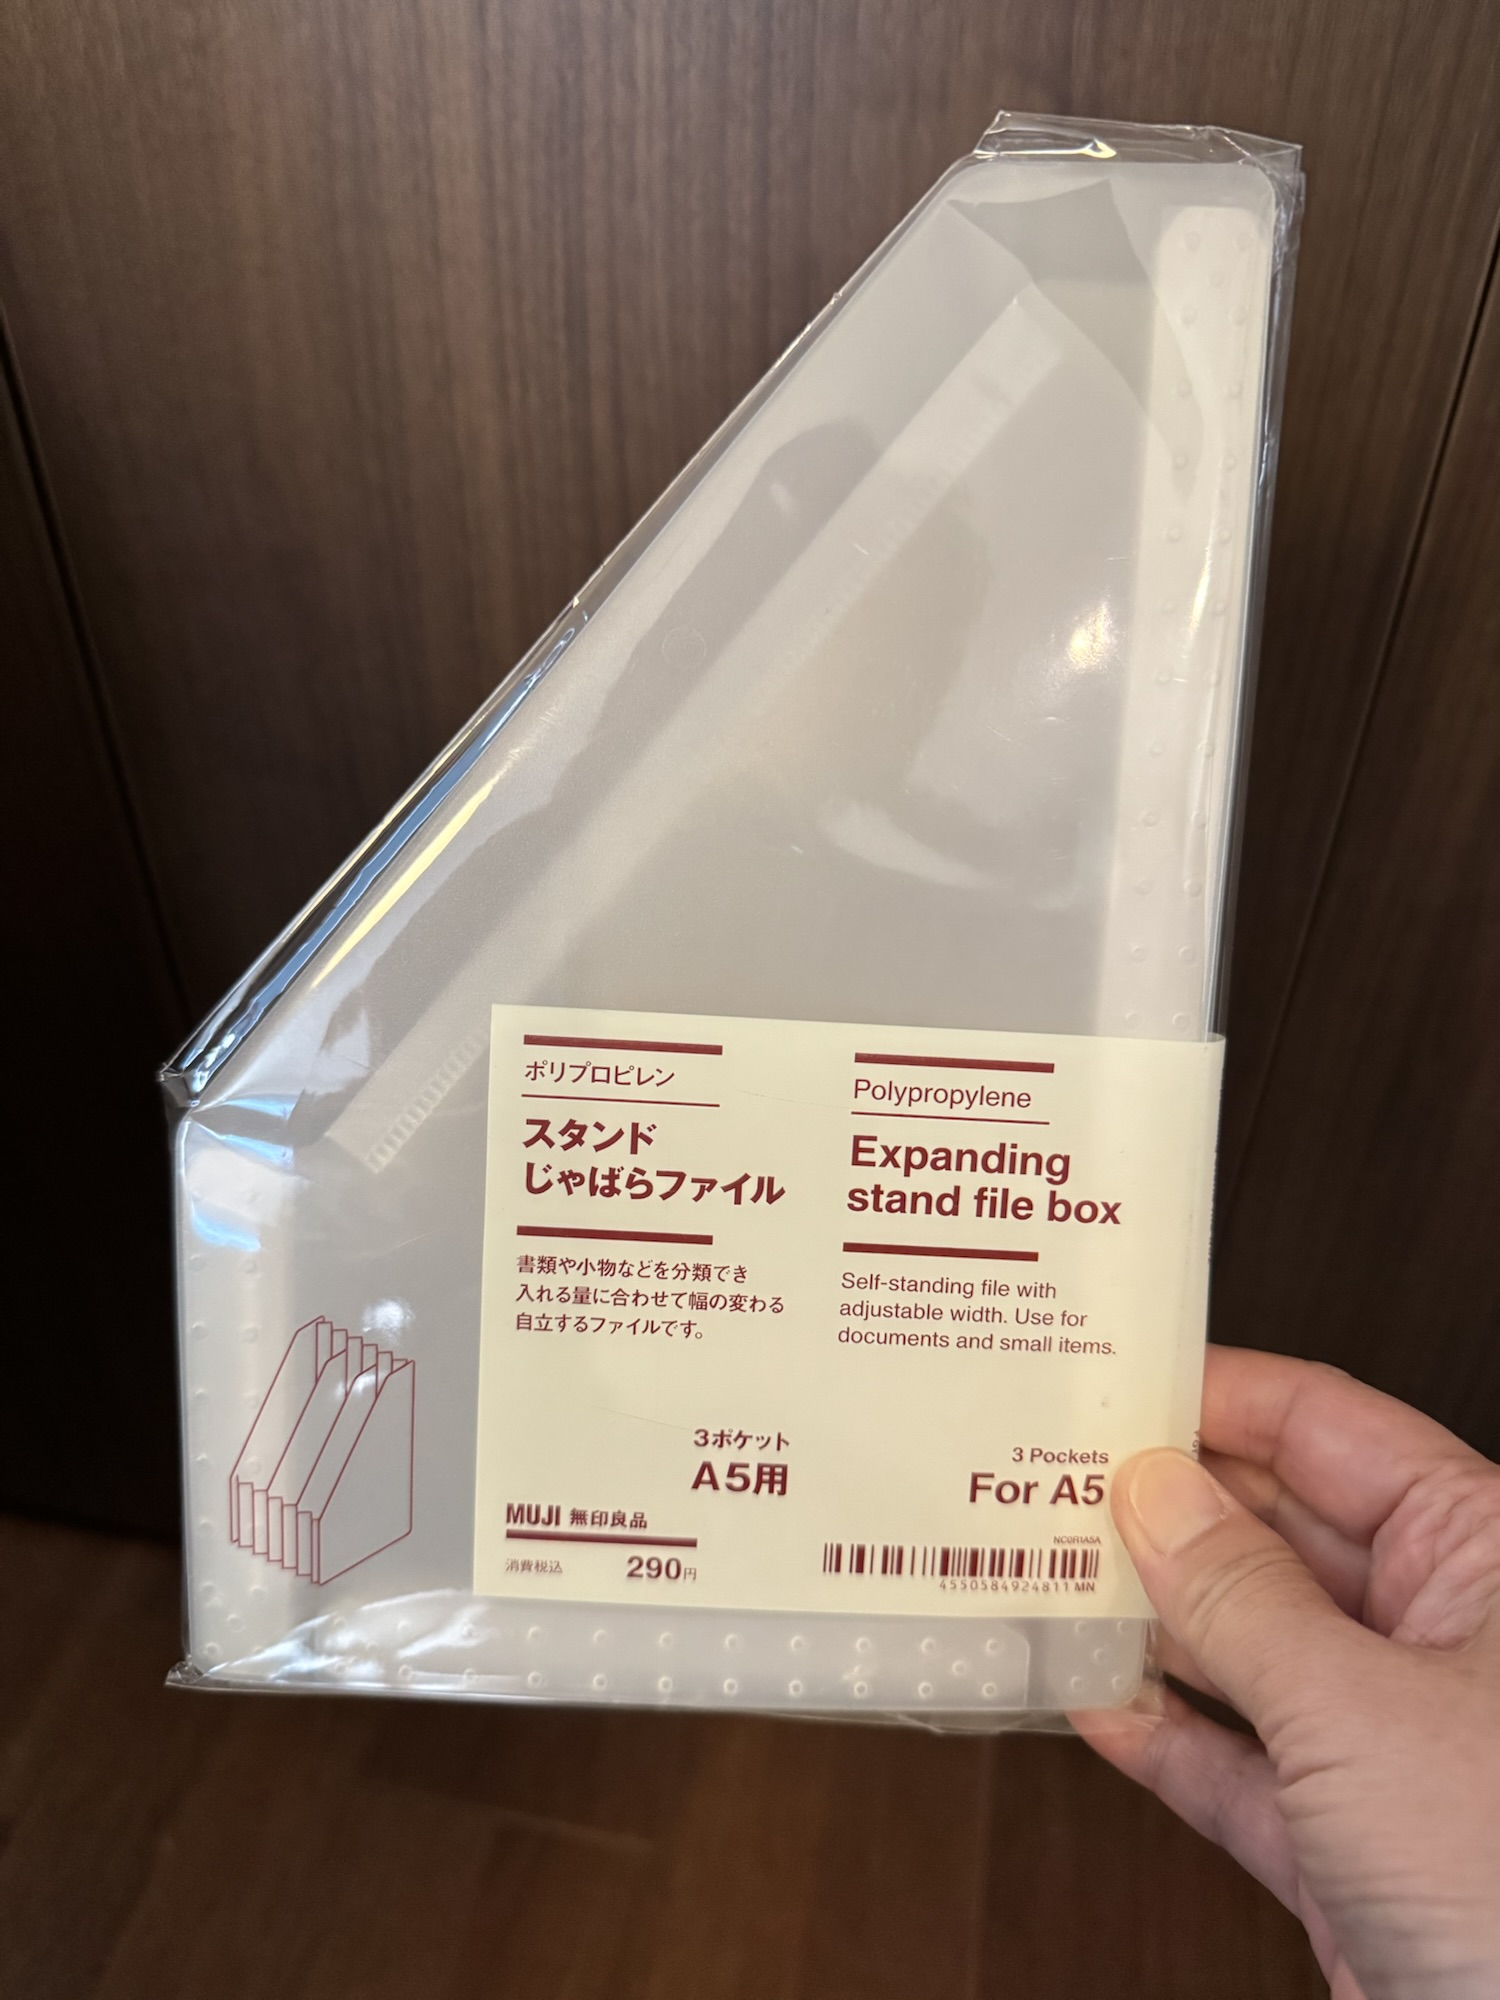 ポリプロピレン
スタンド
じゃばらファイル
書類や小物などを分類でき
入れる量に合わせて幅の変わる
自立するファイルです。
3ポケット
A5用
MUJI 無印良品
消費税込 290円
Polypropylene
Expanding
stand file box
Self-standing file with
adjustable width. Use for
documents and small items.
3 Pockets
For A5
NC0R1A5A
4550584924811 MN